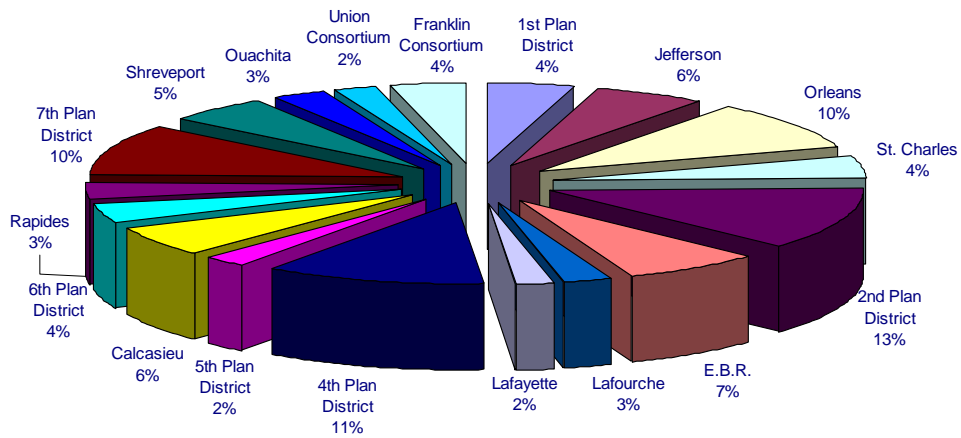 1st Plan
District
4%
Jefferson
6%
Orleans
10%
St. Charles
4%
2nd Plan
District
13%
E.B.R.
7%
Lafourche
3%
Lafayette
2%
4th Plan
District
11%
5th Plan
District
2%
Calcasieu
6%
6th Plan
District
4%
Rapides
3%
7th Plan
District
10%
Shreveport
5%
Ouachita
3%
Union
Consortium
2%
Franklin
Consortium
4%